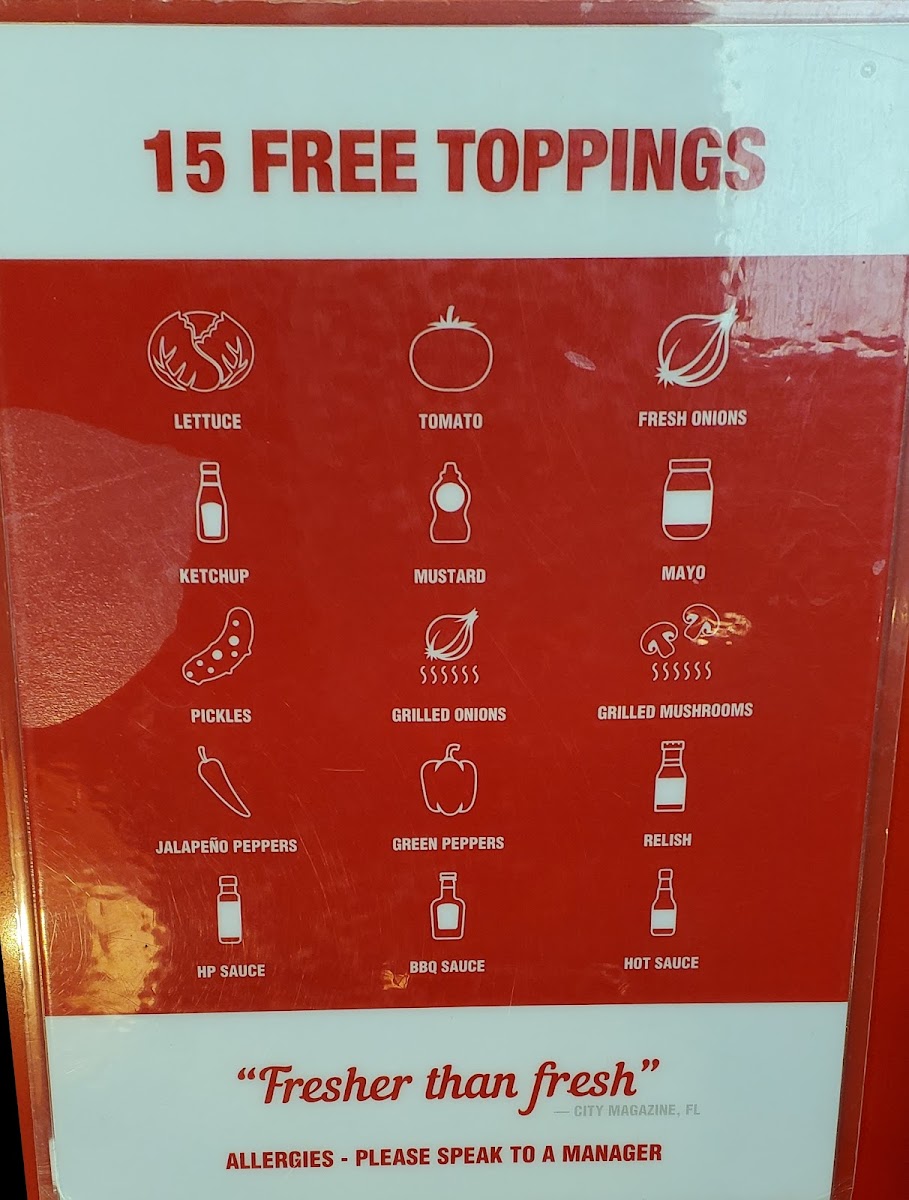 15 FREE TOPPINGS
LETTUCE TOMATO FRESH ONIONS
KETCHUP MUSTARD MAYO
PICKLES GRILLED ONIONS GRILLED MUSHROOMS
JALAPEÑO PEPPERS GREEN PEPPERS RELISH
HP SAUCE BBQ SAUCE HOT SAUCE
“Fresher than fresh”
— CITY MAGAZINE, FL
ALLERGIES - PLEASE SPEAK TO A MANAGER